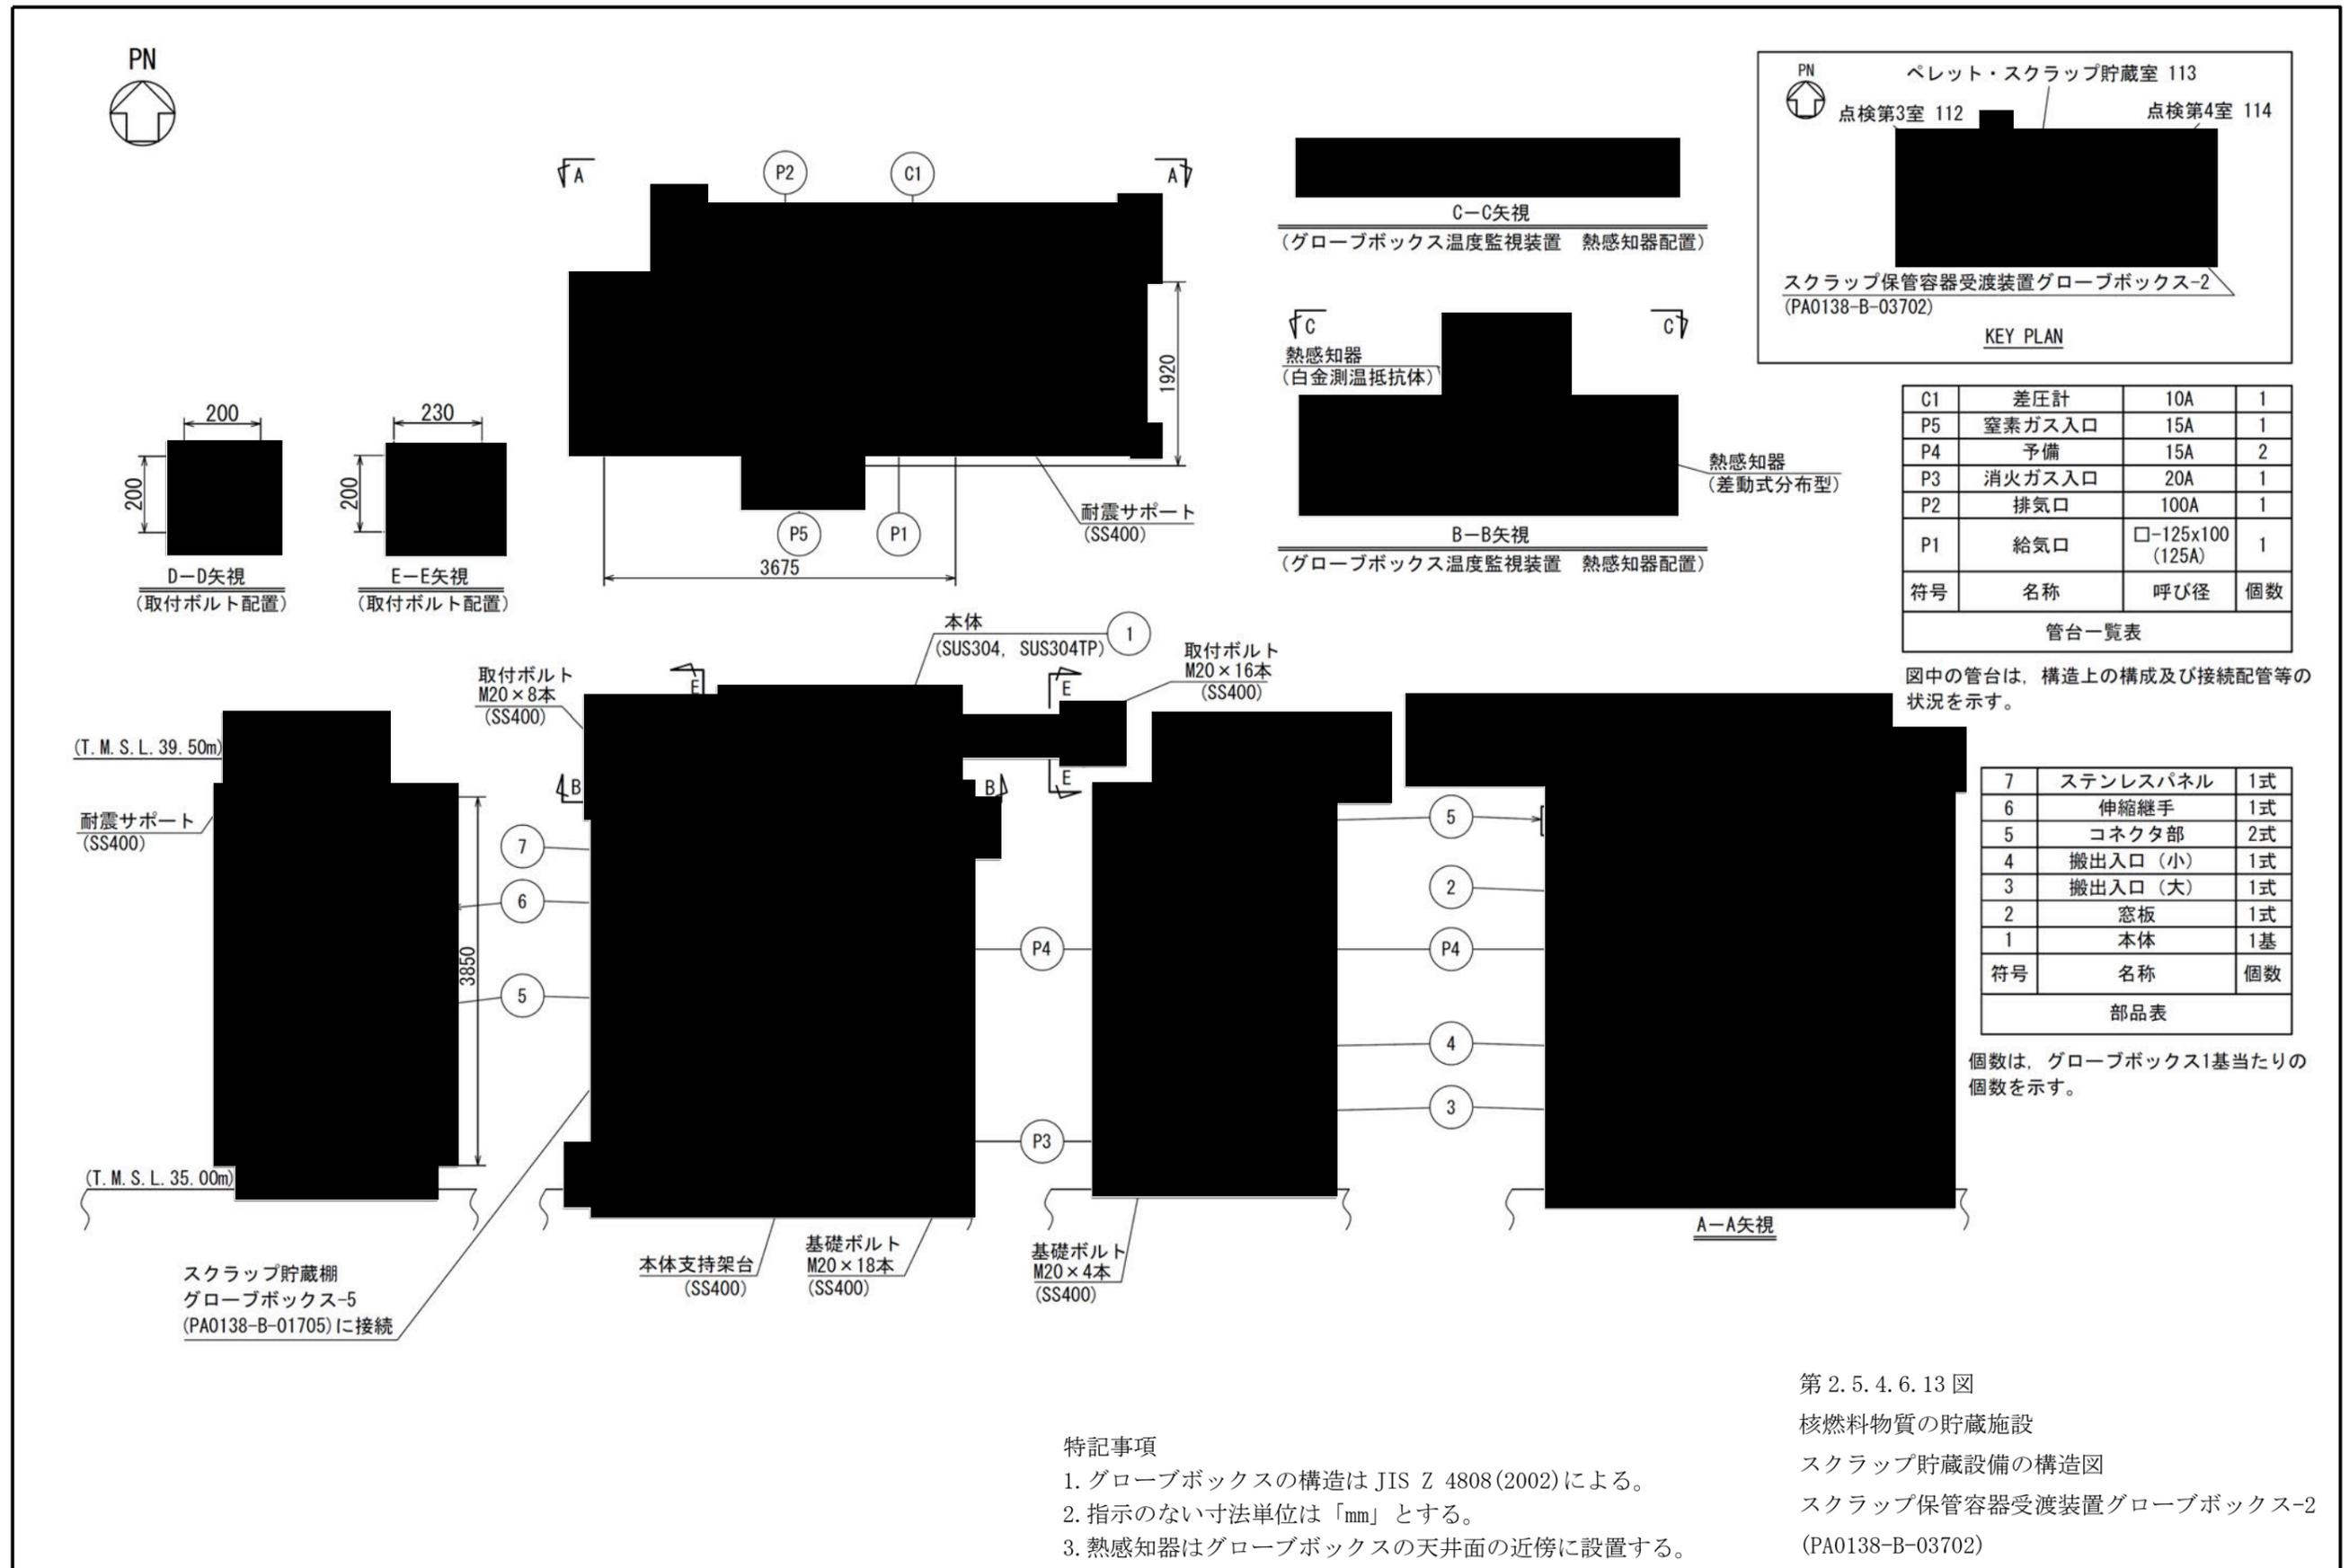 PN
A
P2
C1
A
1920
P5
P1
耐震サポート
(SS400)
3675
200
200
D－D矢視
(取付ボルト配置)
230
200
E－E矢視
(取付ボルト配置)
C－C矢視
(グローブボックス温度監視装置　熱感知器配置)
C
C
熱感知器
(白金測温抵抗体)
熱感知器
(差動式分布型)
B－B矢視
(グローブボックス温度監視装置　熱感知器配置)
PN
ペレット・スクラップ貯蔵室 113
点検第3室 112
点検第4室 114
スクラップ保管容器受渡装置グローブボックス-2
(PA0138-B-03702)
KEY PLAN
C1 差圧計 10A 1
P5 窒素ガス入口 15A 1
P4 予備 15A 2
P3 消火ガス入口 20A 1
P2 排気口 100A 1
P1 給気口 □-125x100 (125A) 1
符号 名称 呼び径 個数
管台一覧表
図中の管台は，構造上の構成及び接続配管等の
状況を示す。
本体
(SUS304, SUS304TP)
1
取付ボルト
M20×8本
(SS400)
E
E
取付ボルト
M20×16本
(SS400)
(T.M.S.L.39.50m)
耐震サポート
(SS400)
B
B
E
7
6
5
3850
P4
P3
5
2
P4
4
3
(T.M.S.L.35.00m)
A－A矢視
スクラップ貯蔵棚
グローブボックス-5
(PA0138-B-01705)に接続
本体支持架台
(SS400)
基礎ボルト
M20×18本
(SS400)
基礎ボルト
M20×4本
(SS400)
7 ステンレスパネル 1式
6 伸縮継手 1式
5 コネクタ部 2式
4 搬出入口（小） 1式
3 搬出入口（大） 1式
2 窓板 1式
1 本体 1基
符号 名称 個数
部品表
個数は，グローブボックス1基当たりの
個数を示す。
特記事項
1.グローブボックスの構造は JIS Z 4808(2002)による。
2.指示のない寸法単位は「mm」とする。
3.熱感知器はグローブボックスの天井面の近傍に設置する。
第 2.5.4.6.13 図
核燃料物質の貯蔵施設
スクラップ貯蔵設備の構造図
スクラップ保管容器受渡装置グローブボックス-2
(PA0138-B-03702)